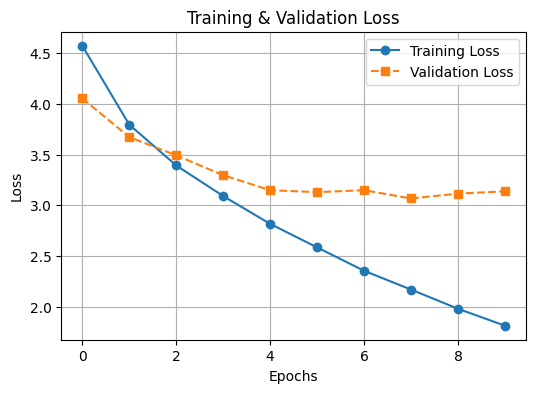 Training & Validation Loss
Training Loss
Validation Loss
4.5
4.0
3.5
3.0
2.5
2.0
Loss
0
2
4
6
8
Epochs